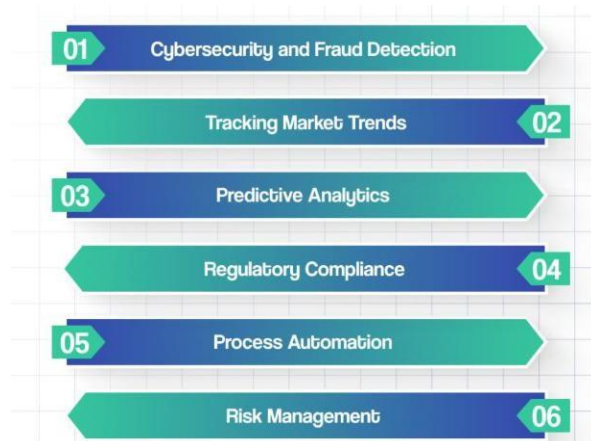 01 Cybersecurity and Fraud Detection
Tracking Market Trends 02
03 Predictive Analytics
Regulatory Compliance 04
05 Process Automation
Risk Management 06